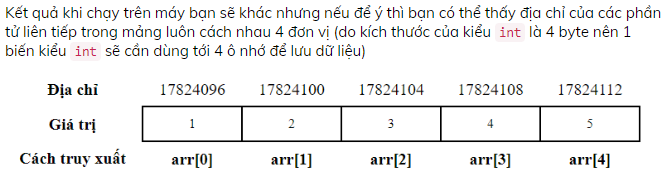 Kết quả khi chạy trên máy bạn sẽ khác nhưng nếu để ý thì bạn có thể thấy địa chỉ của các phần
tử liên tiếp trong mảng luôn cách nhau 4 đơn vị (do kích thước của kiểu int là 4 byte nên 1
biến kiểu int sẽ cần dùng tới 4 ô nhớ để lưu dữ liệu)
Địa chỉ 17824096 17824100 17824104 17824108 17824112
Giá trị 1 2 3 4 5
Cách truy xuất arr[0] arr[1] arr[2] arr[3] arr[4]